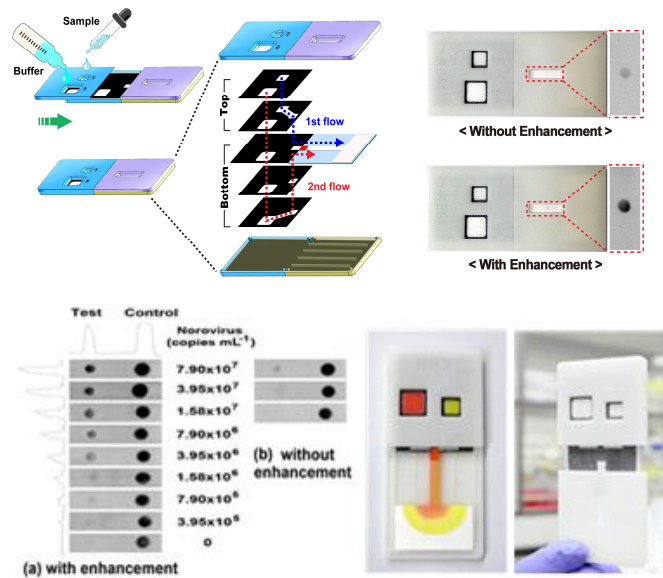 Sample
Buffer
Top
1st flow
Bottom
2nd flow
< Without Enhancement >
< With Enhancement >
Test Control
Norovirus
(copies mL⁻¹)
7.90x10⁷
3.95x10⁷
1.58x10⁷
7.90x10⁶
3.95x10⁶
1.58x10⁶
7.90x10⁵
3.95x10⁵
0
(a) with enhancement
(b) without
enhancement